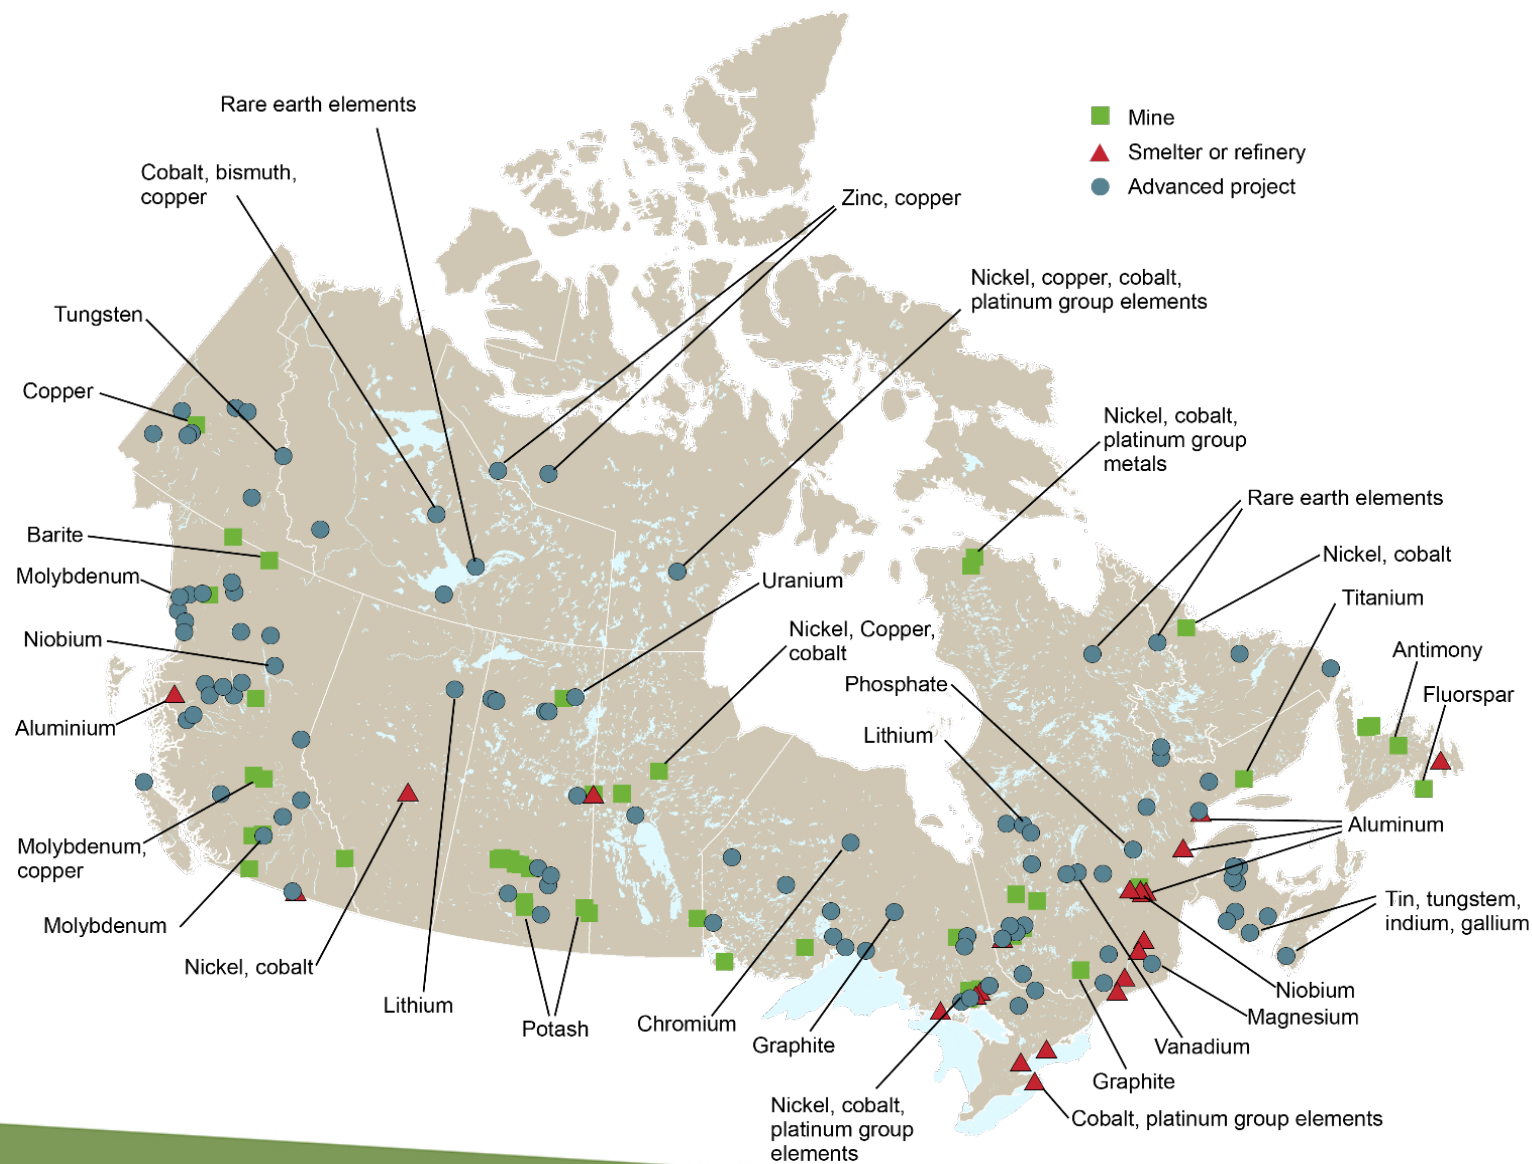 Rare earth elements
Cobalt, bismuth,
copper
Zinc, copper
Mine
Smelter or refinery
Advanced project
Nickel, copper, cobalt,
platinum group elements
Tungsten
Copper
Nickel, cobalt,
platinum group
metals
Rare earth elements
Barite
Nickel, cobalt
Molybdenum
Uranium
Titanium
Niobium
Nickel, Copper,
cobalt
Antimony
Phosphate
Fluorspar
Aluminium
Lithium
Molybdenum,
copper
Aluminum
Molybdenum
Tin, tungstem,
indium, gallium
Nickel, cobalt
Niobium
Lithium
Magnesium
Potash
Chromium
Graphite
Vanadium
Graphite
Nickel, cobalt,
platinum group
elements
Cobalt, platinum group elements